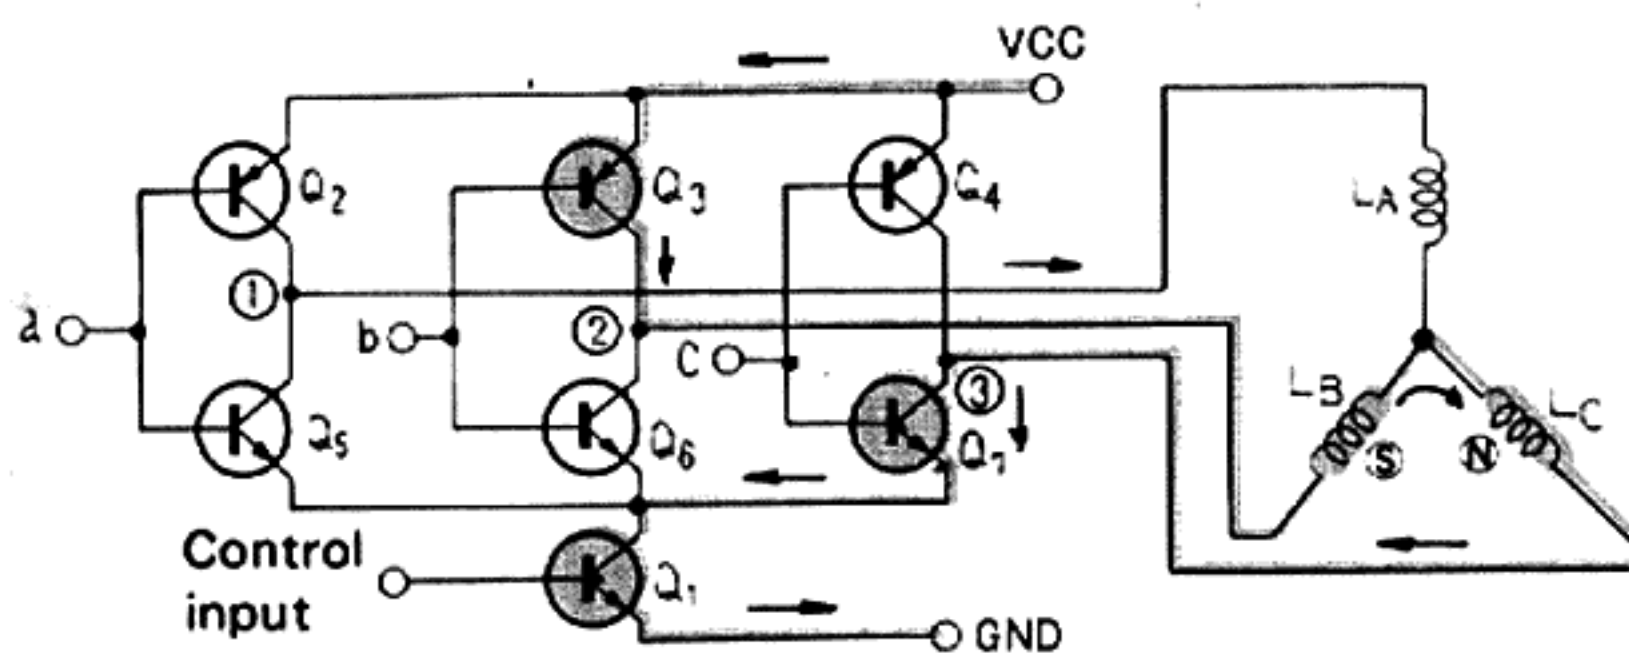 VCC
Q2
Q3
Q4
LA
①
a
②
b
C
③
LB
LC
Q5
Q6
Q7
S
N
Control
input
Q1
GND